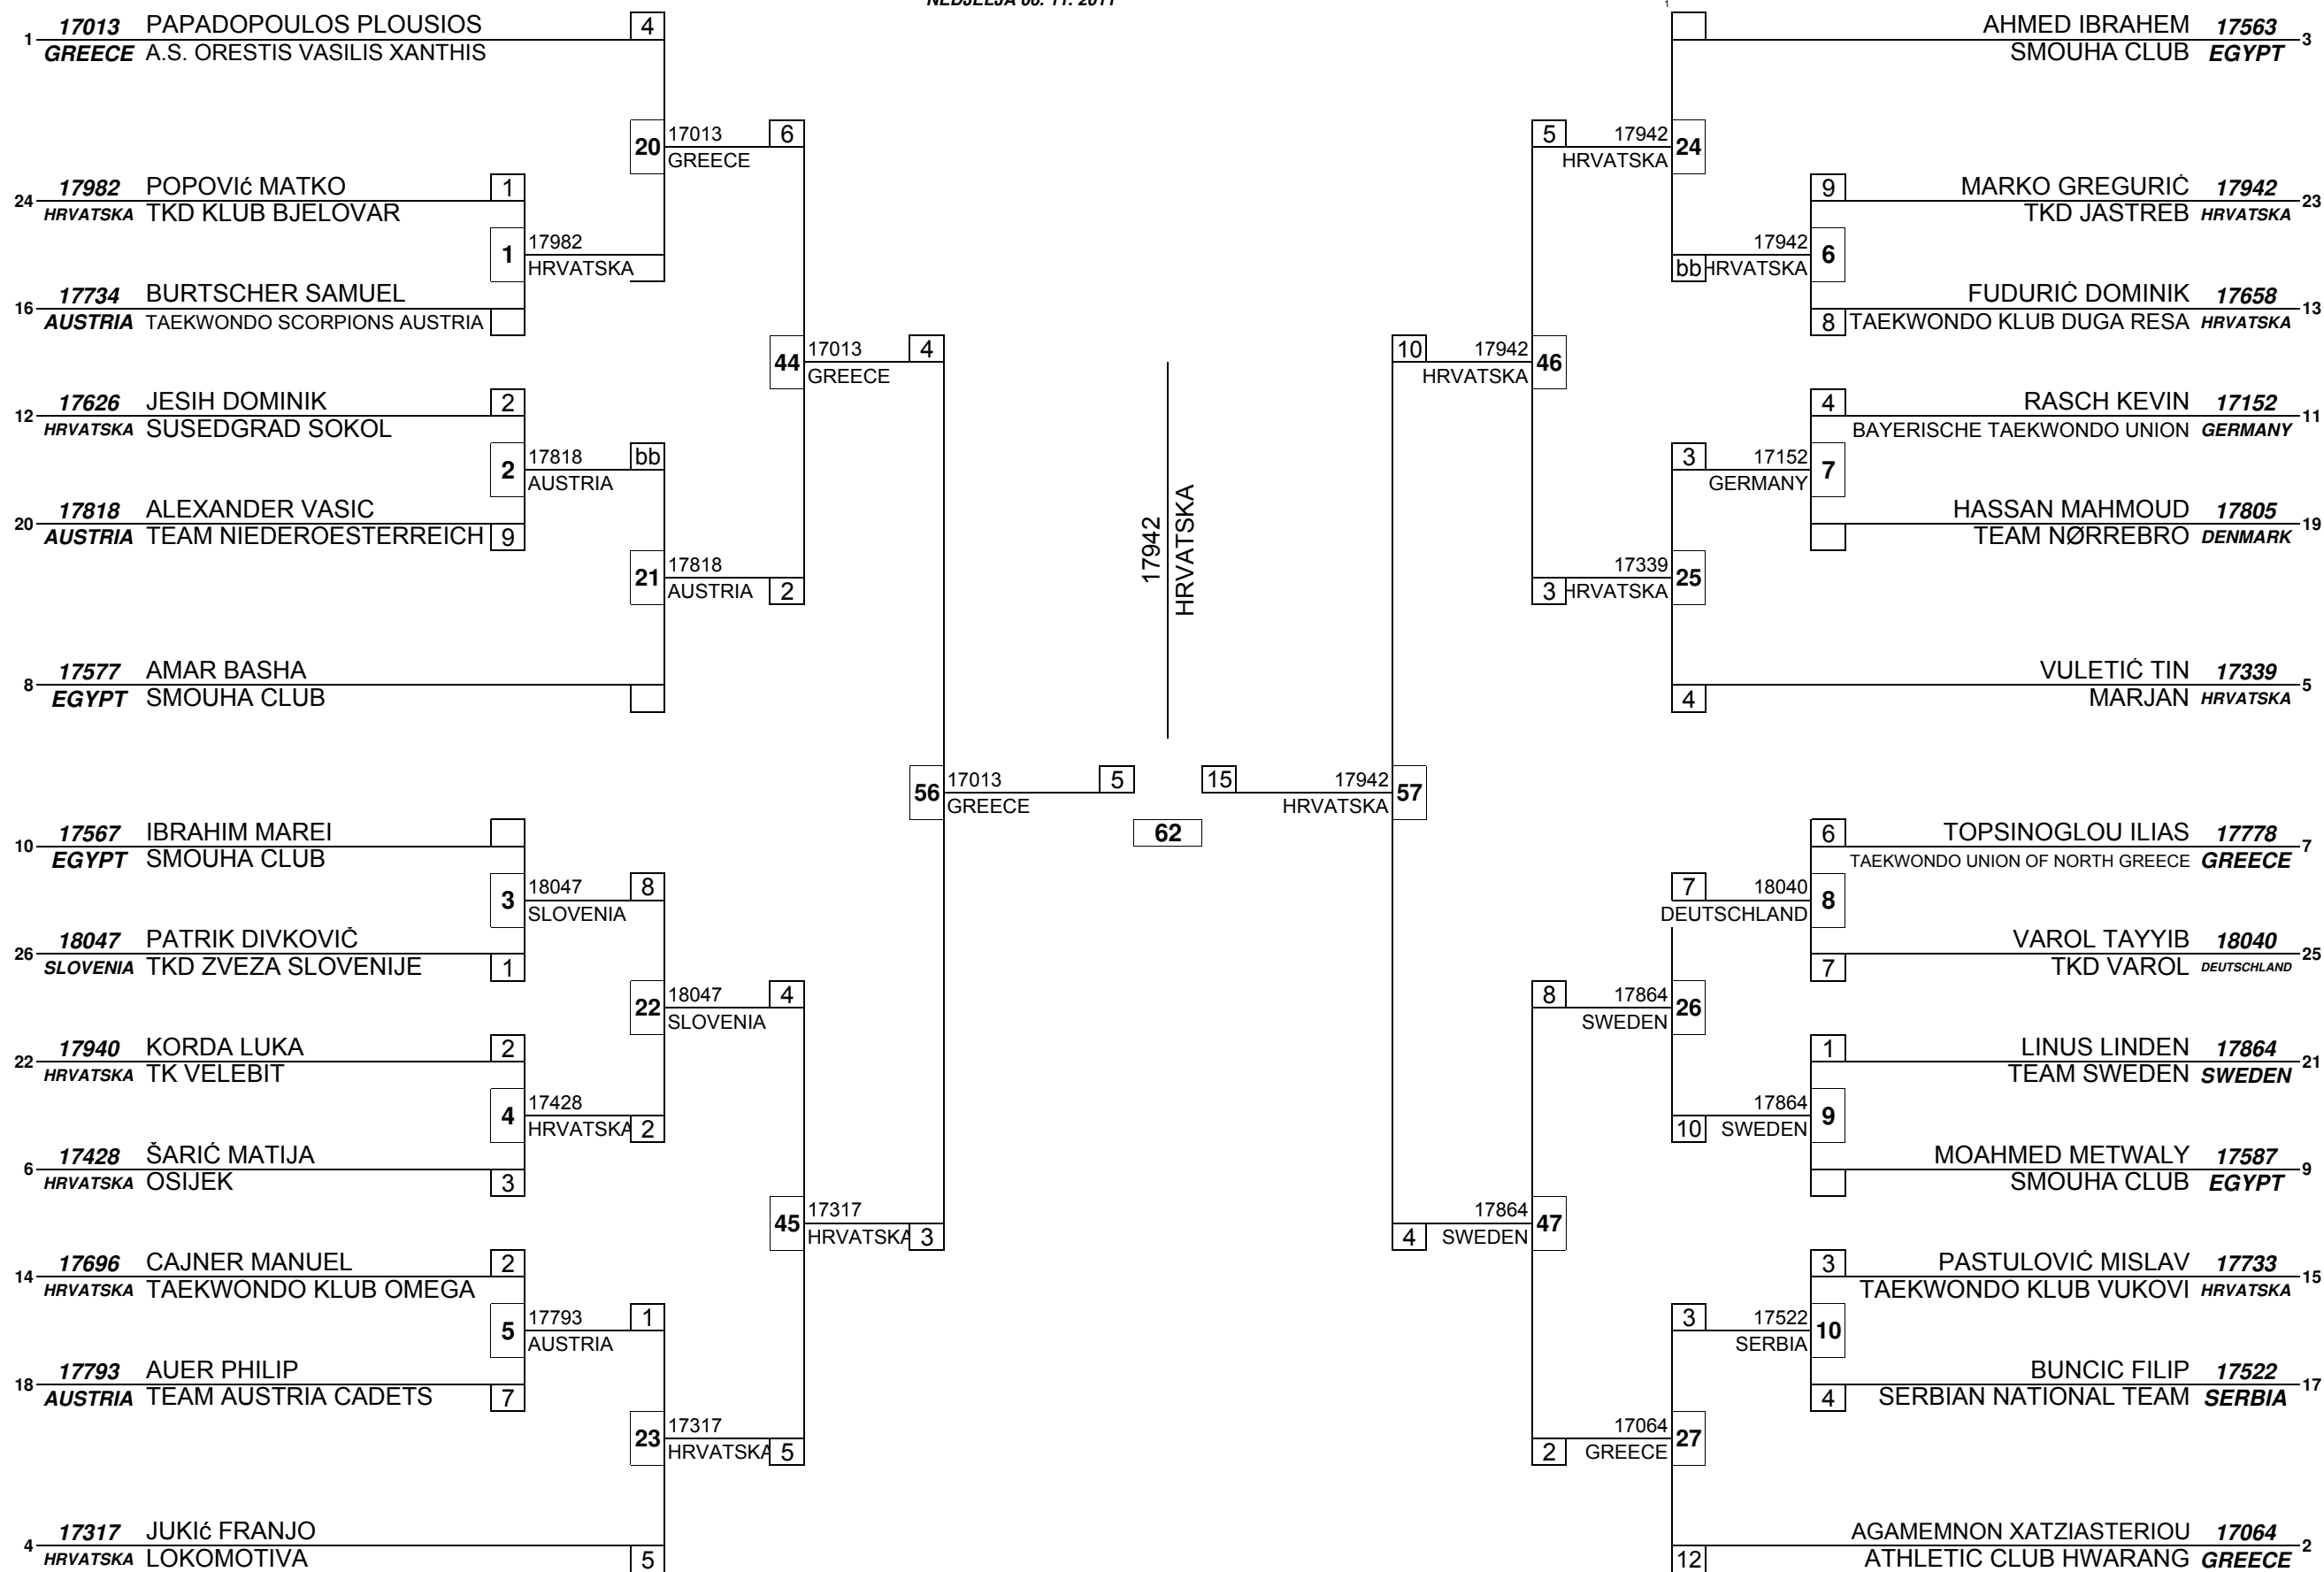 1
17013 PAPADOPOULOS PLOUSIOS 4
1 GREECE A.S. ORESTIS VASILIS XANTHIS
20 17013 6
GREECE
17982 POPOVIć MATKO 1
24 HRVATSKA TKD KLUB BJELOVAR
1 17982
HRVATSKA
17734 BURTSCHER SAMUEL
16 AUSTRIA TAEKWONDO SCORPIONS AUSTRIA
44 17013 4
GREECE
17626 JESIH DOMINIK 2
12 HRVATSKA SUSEDGRAD SOKOL
2 17818 bb
AUSTRIA
17818 ALEXANDER VASIC
20 AUSTRIA TEAM NIEDEROESTERREICH 9
21 17818
AUSTRIA 2
17577 AMAR BASHA
8 EGYPT SMOUHA CLUB
56 17013 5
GREECE
17567 IBRAHIM MAREI
10 EGYPT SMOUHA CLUB
3 18047 8
SLOVENIA
18047 PATRIK DIVKOVIČ
26 SLOVENIA TKD ZVEZA SLOVENIJE 1
22 18047 4
SLOVENIA
17940 KORDA LUKA 2
22 HRVATSKA TK VELEBIT
4 17428
HRVATSKA 2
17428 ŠARIĆ MATIJA
6 HRVATSKA OSIJEK 3
45 17317
HRVATSKA 3
17696 CAJNER MANUEL 2
14 HRVATSKA TAEKWONDO KLUB OMEGA
5 17793 1
AUSTRIA
17793 AUER PHILIP
18 AUSTRIA TEAM AUSTRIA CADETS 7
23 17317
HRVATSKA 5
17317 JUKIć FRANJO
4 HRVATSKA LOKOMOTIVA 5
17942
HRVATSKA
62
AHMED IBRAHEM 17563
SMOUHA CLUB EGYPT 3
5 17942 24
HRVATSKA
9 MARKO GREGURIĆ 17942
TKD JASTREB HRVATSKA 23
17942 6
bb HRVATSKA
FUDURIĆ DOMINIK 17658
8 TAEKWONDO KLUB DUGA RESA HRVATSKA 13
10 17942 46
HRVATSKA
4 RASCH KEVIN 17152
BAYERISCHE TAEKWONDO UNION GERMANY 11
3 17152 7
GERMANY
HASSAN MAHMOUD 17805
TEAM NØRREBRO DENMARK 19
17339 25
3 HRVATSKA
VULETIĆ TIN 17339
4 MARJAN HRVATSKA 5
15 17942 57
HRVATSKA
6 TOPSINOGLOU ILIAS 17778
TAEKWONDO UNION OF NORTH GREECE GREECE 7
7 18040 8
DEUTSCHLAND
VAROL TAYYIB 18040
7 TKD VAROL DEUTSCHLAND 25
8 17864 26
SWEDEN
1 LINUS LINDEN 17864
TEAM SWEDEN SWEDEN 21
17864 9
10 SWEDEN
MOAHMED METWALY 17587
SMOUHA CLUB EGYPT 9
17864 47
4 SWEDEN
3 PASTULOVIĆ MISLAV 17733
TAEKWONDO KLUB VUKOVI HRVATSKA 15
3 17522 10
SERBIA
BUNCIC FILIP 17522
4 SERBIAN NATIONAL TEAM SERBIA 17
17064 27
2 GREECE
AGAMEMNON XATZIASTERIOU 17064
12 ATHLETIC CLUB HWARANG GREECE 2